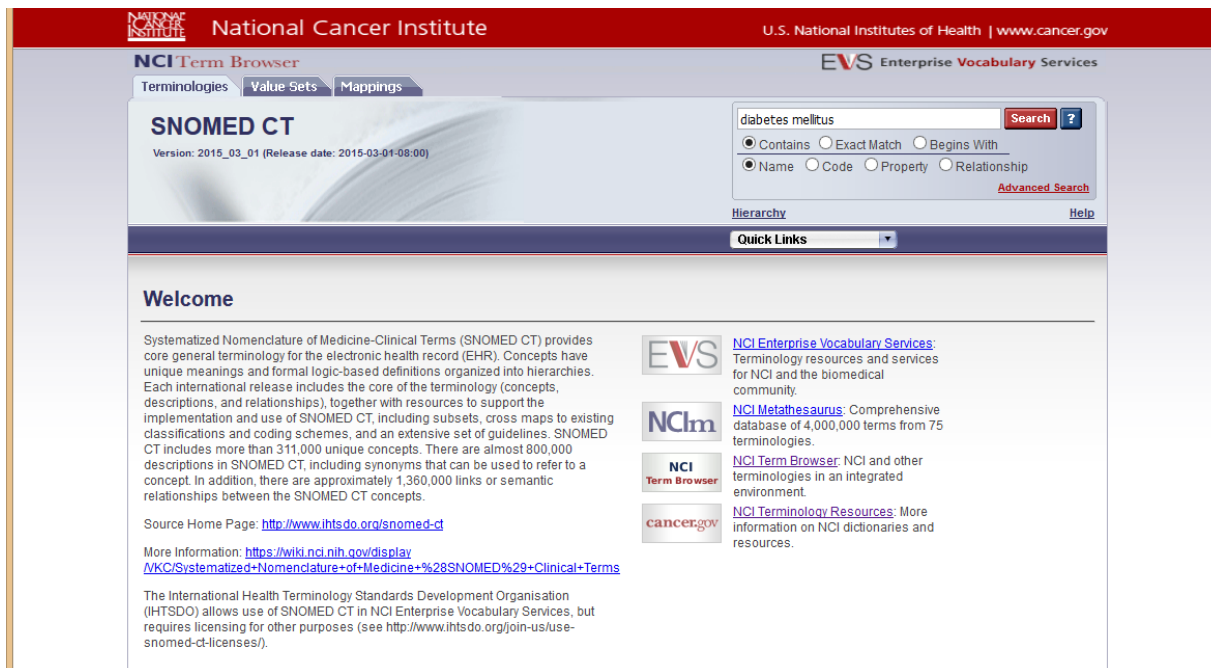 NATIONAL CANCER INSTITUTE
National Cancer Institute
U.S. National Institutes of Health | www.cancer.gov
NCI Term Browser
EVS Enterprise Vocabulary Services
Terminologies Value Sets Mappings
SNOMED CT
Version: 2015_03_01 (Release date: 2015-03-01-08:00)
diabetes mellitus Search ?
Contains Exact Match Begins With
Name Code Property Relationship
Advanced Search
Hierarchy Help
Quick Links
Welcome
Systematized Nomenclature of Medicine-Clinical Terms (SNOMED CT) provides
core general terminology for the electronic health record (EHR). Concepts have
unique meanings and formal logic-based definitions organized into hierarchies.
Each international release includes the core of the terminology (concepts,
descriptions, and relationships), together with resources to support the
implementation and use of SNOMED CT, including subsets, cross maps to existing
classifications and coding schemes, and an extensive set of guidelines. SNOMED
CT includes more than 311,000 unique concepts. There are almost 800,000
descriptions in SNOMED CT, including synonyms that can be used to refer to a
concept. In addition, there are approximately 1,360,000 links or semantic
relationships between the SNOMED CT concepts.
Source Home Page: http://www.ihtsdo.org/snomed-ct
More Information: https://wiki.nci.nih.gov/display
/VKC/Systematized+Nomenclature+of+Medicine+%28SNOMED%29+Clinical+Terms
The International Health Terminology Standards Development Organisation
(IHTSDO) allows use of SNOMED CT in NCI Enterprise Vocabulary Services, but
requires licensing for other purposes (see http://www.ihtsdo.org/join-us/use-
snomed-ct-licenses/).
EVS
NCI Enterprise Vocabulary Services:
Terminology resources and services
for NCI and the biomedical
community.
NCIm
NCI Metathesaurus: Comprehensive
database of 4,000,000 terms from 75
terminologies.
NCI
Term Browser
NCI Term Browser: NCI and other
terminologies in an integrated
environment.
cancer.gov
NCI Terminology Resources: More
information on NCI dictionaries and
resources.